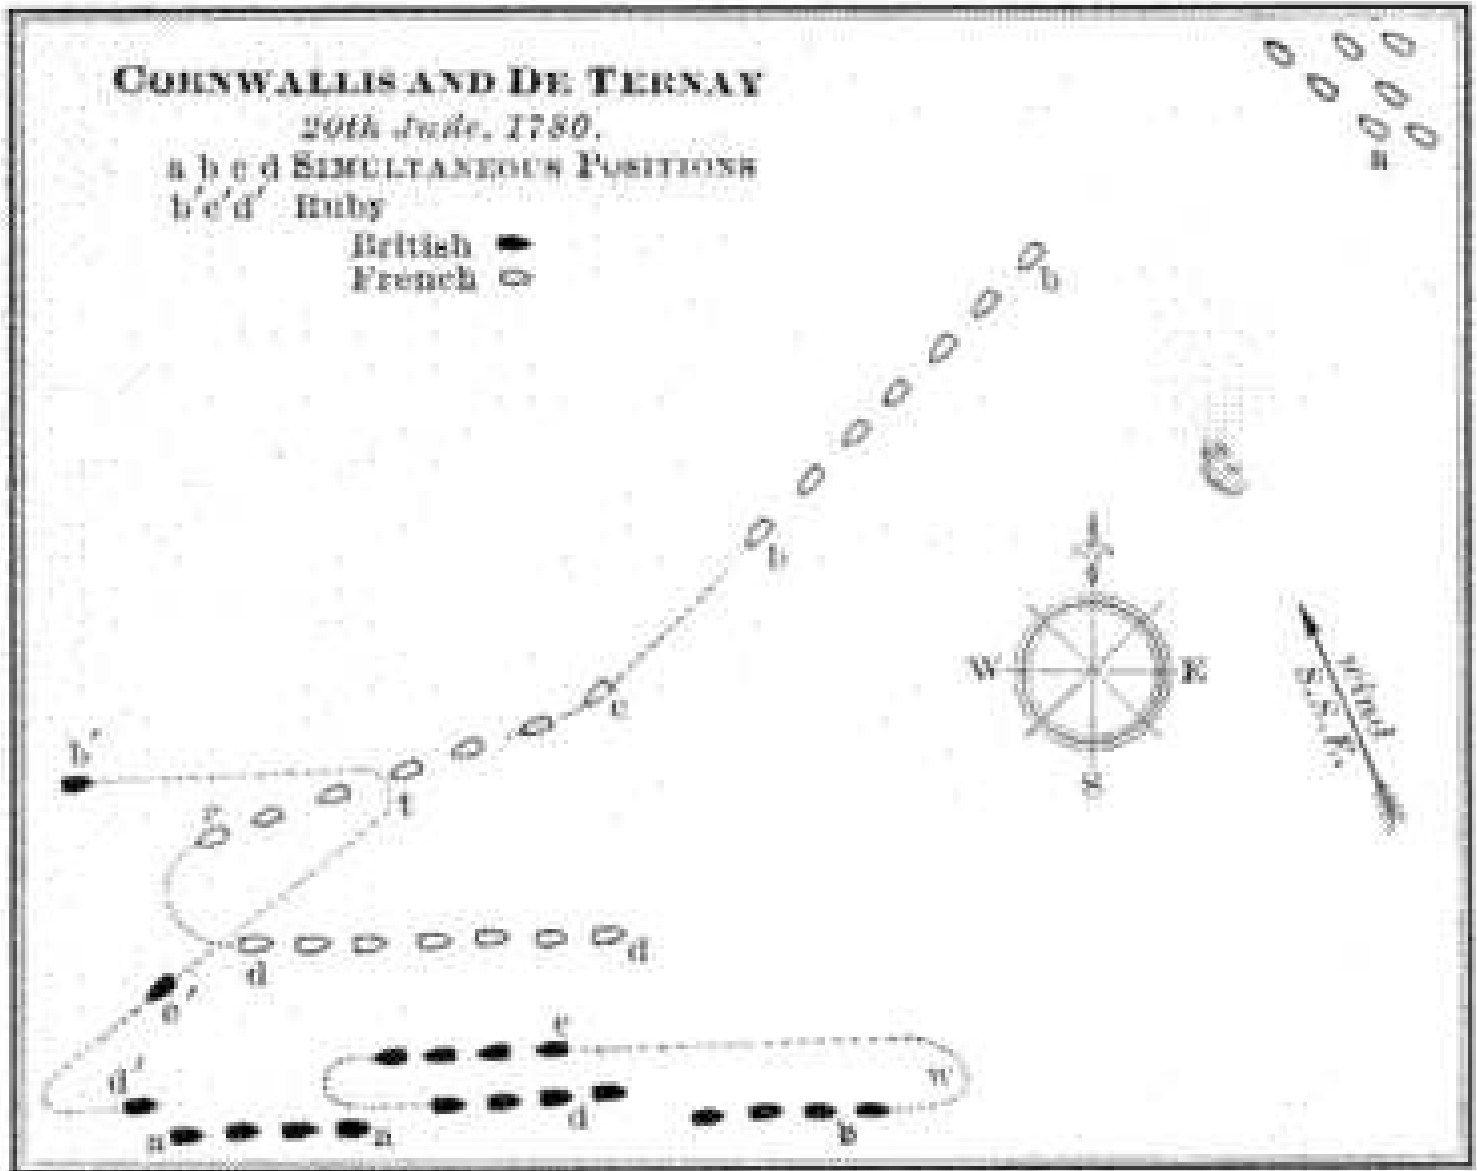 CORNWALLIS AND DE TERNAY
20th June, 1780.
a b c d SIMULTANEOUS POSITIONS
b' c' d' Ruby
British
French
a
b
b
c
b'
c
t
d
d
c'
d'
c
d
a
a
B
W
E
S
wind
S.S.E.